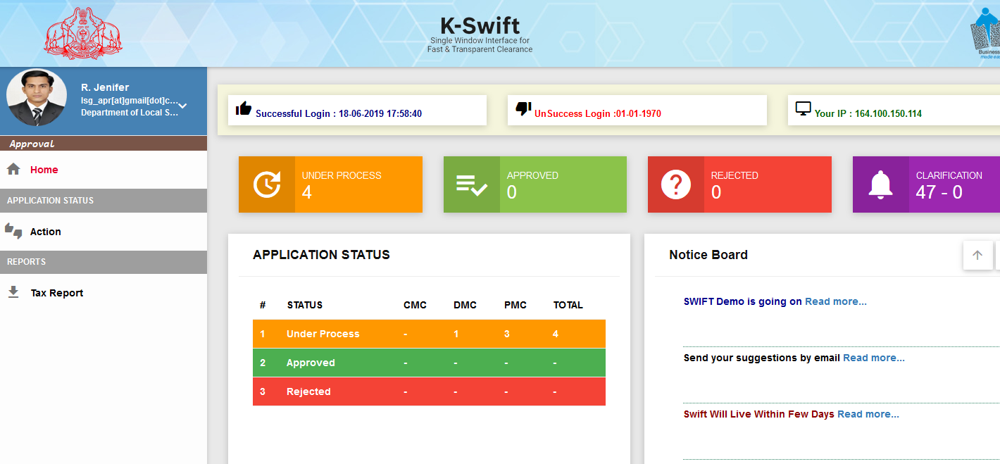 K-Swift
Single Window Interface for
Fast & Transparent Clearance
Business
made ea
R. Jenifer
lsg_apr[at]gmail[dot]c...
Department of Local S...
Approval
Home
APPLICATION STATUS
Action
REPORTS
Tax Report
Successful Login : 18-06-2019 17:58:40
UnSuccess Login :01-01-1970
Your IP : 164.100.150.114
UNDER PROCESS
4
APPROVED
0
REJECTED
0
CLARIFICATION
47 - 0
APPLICATION STATUS
# STATUS CMC DMC PMC TOTAL
1 Under Process - 1 3 4
2 Approved - - - -
3 Rejected - - - -
Notice Board
SWIFT Demo is going on Read more...
Send your suggestions by email Read more...
Swift Will Live Within Few Days Read more...